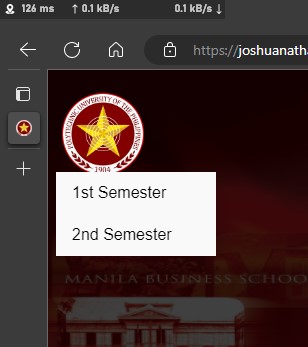 126 ms ↑ 0.1 kB/s 0.1 kB/s ↓
https://joshuanath
POLYTECHNIC UNIVERSITY OF THE PHILIPPINES
1904
1st Semester
2nd Semester
MANILA BUSINESS SCHOO